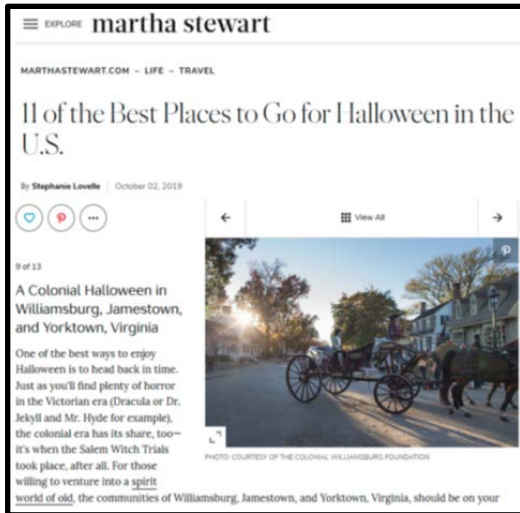 EXPLORE martha stewart
MARTHASTEWART.COM – LIFE – TRAVEL
11 of the Best Places to Go for Halloween in the
U.S.
By Stephanie Lovelle | October 02, 2019
View All
9 of 13
A Colonial Halloween in
Williamsburg, Jamestown,
and Yorktown, Virginia
One of the best ways to enjoy
Halloween is to head back in time.
Just as you'll find plenty of horror
in the Victorian era (Dracula or Dr.
Jekyll and Mr. Hyde for example),
the colonial era has its share, too—
it's when the Salem Witch Trials
took place, after all. For those
willing to venture into a spirit
world of old, the communities of Williamsburg, Jamestown, and Yorktown, Virginia, should be on your
PHOTO: COURTESY OF THE COLONIAL WILLIAMSBURG FOUNDATION